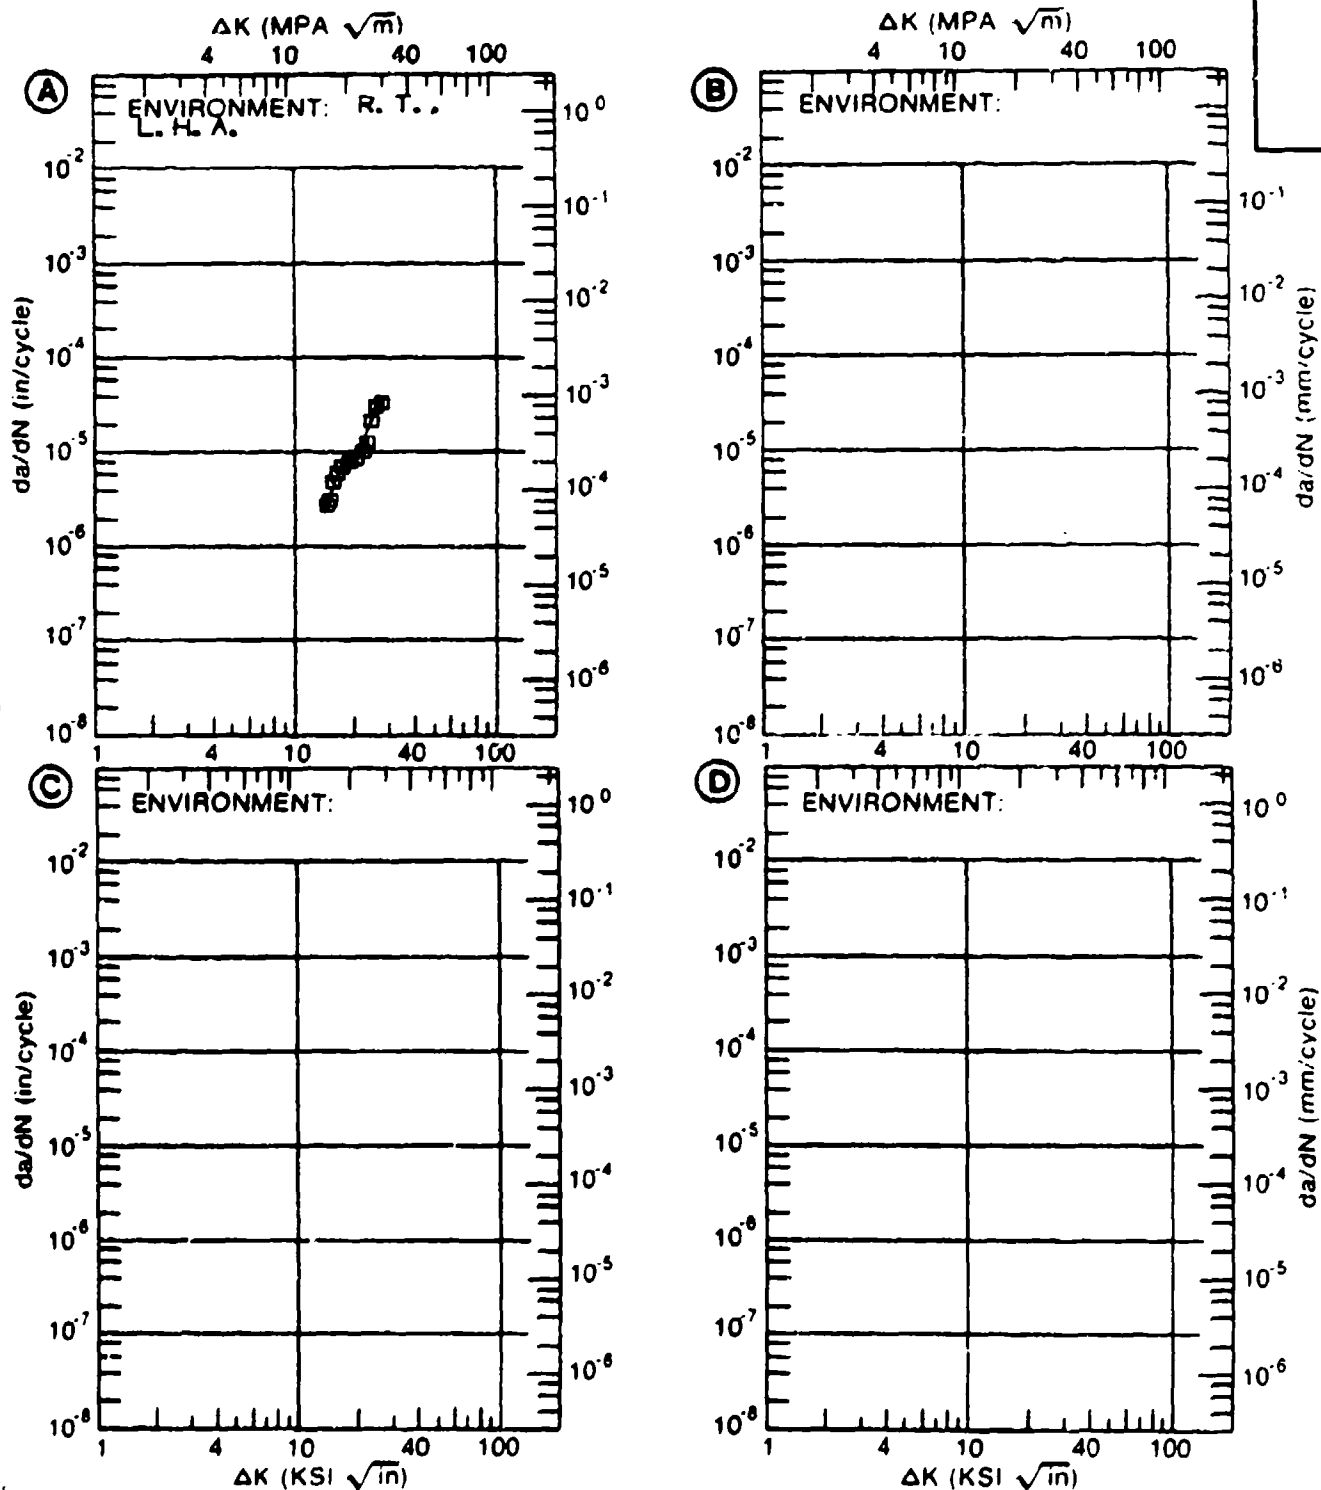 ΔK (MPA √m)
4 10 40 100
A
ENVIRONMENT: R. T.,
L. H. A.
10⁰
10⁻¹
10⁻²
10⁻³
10⁻⁴
10⁻⁵
10⁻⁶
10⁻²
10⁻³
10⁻⁴
10⁻⁵
10⁻⁶
10⁻⁷
10⁻⁸
da/dN (in/cycle)
1 4 10 40 100
ΔK (MPA √m)
4 10 40 100
B
ENVIRONMENT:
10⁻²
10⁻³
10⁻⁴
10⁻⁵
10⁻⁶
10⁻⁷
10⁻⁸
10⁻¹
10⁻²
10⁻³
10⁻⁴
10⁻⁵
10⁻⁶
da/dN (mm/cycle)
1 4 10 40 100
C
ENVIRONMENT:
10⁰
10⁻¹
10⁻²
10⁻³
10⁻⁴
10⁻⁵
10⁻⁶
10⁻²
10⁻³
10⁻⁴
10⁻⁵
10⁻⁶
10⁻⁷
10⁻⁸
da/dN (in/cycle)
1 4 10 40 100
ΔK (KSI √in)
D
ENVIRONMENT:
10⁰
10⁻¹
10⁻²
10⁻³
10⁻⁴
10⁻⁵
10⁻⁶
10⁻²
10⁻³
10⁻⁴
10⁻⁵
10⁻⁶
10⁻⁷
10⁻⁸
da/dN (mm/cycle)
1 4 10 40 100
ΔK (KSI √in)